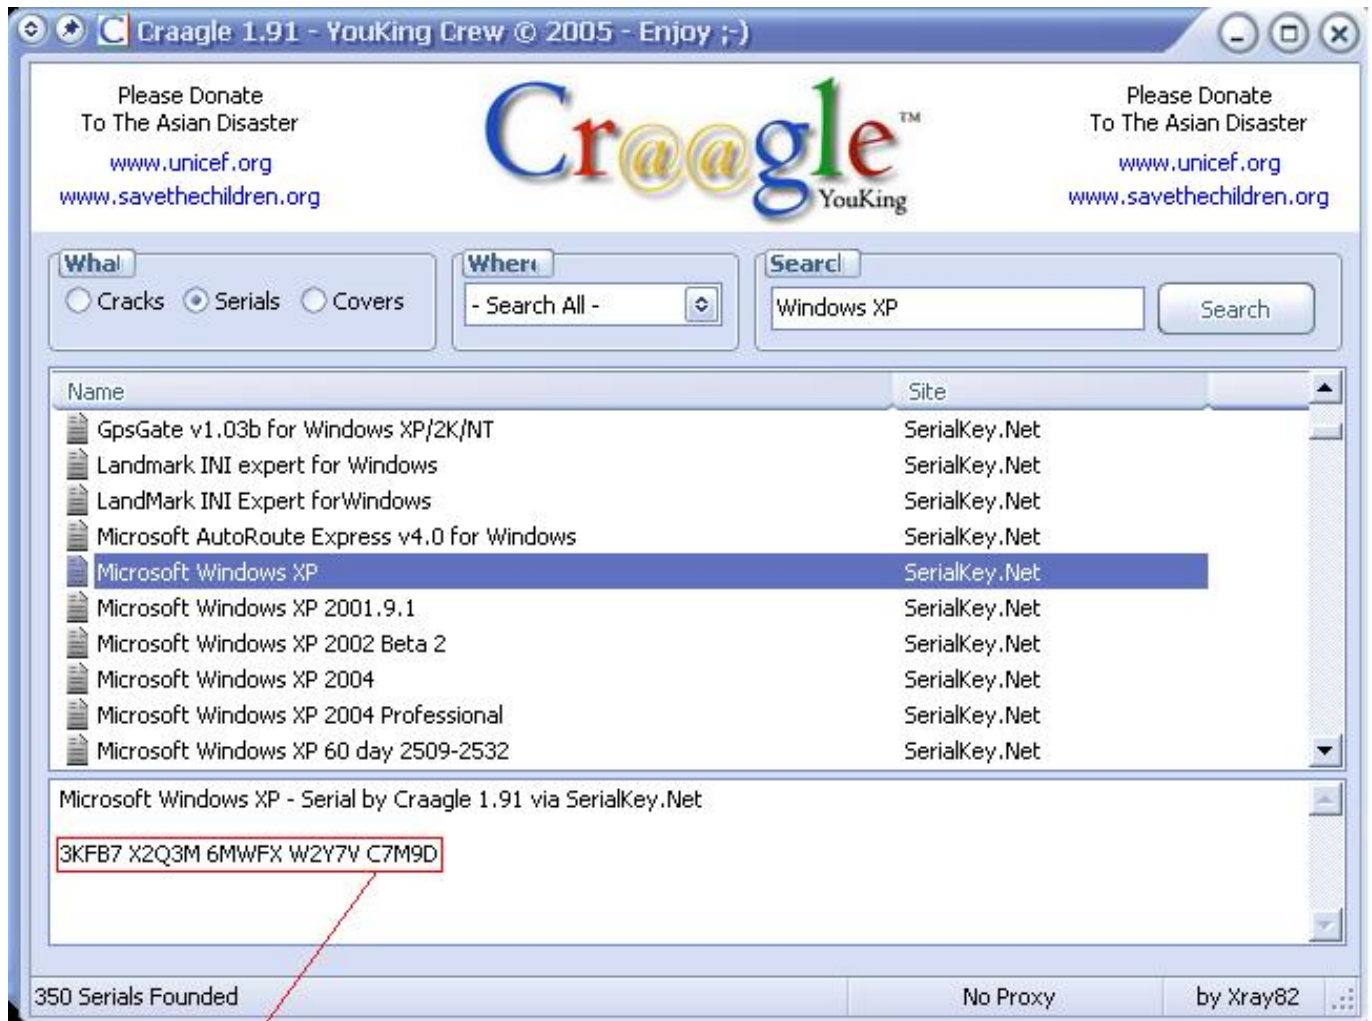 Craagle 1.91 - YouKing Crew © 2005 - Enjoy ;-)
Please Donate
To The Asian Disaster
www.unicef.org
www.savethechildren.org
Cr@@gle™
YouKing
Please Donate
To The Asian Disaster
www.unicef.org
www.savethechildren.org
What
Where
Search
Cracks Serials Covers
- Search All -
Windows XP
Search
Name Site
GpsGate v1.03b for Windows XP/2K/NT SerialKey.Net
Landmark INI expert for Windows SerialKey.Net
LandMark INI Expert forWindows SerialKey.Net
Microsoft AutoRoute Express v4.0 for Windows SerialKey.Net
Microsoft Windows XP SerialKey.Net
Microsoft Windows XP 2001.9.1 SerialKey.Net
Microsoft Windows XP 2002 Beta 2 SerialKey.Net
Microsoft Windows XP 2004 SerialKey.Net
Microsoft Windows XP 2004 Professional SerialKey.Net
Microsoft Windows XP 60 day 2509-2532 SerialKey.Net
Microsoft Windows XP - Serial by Craagle 1.91 via SerialKey.Net
3KFB7 X2Q3M 6MWFX W2Y7V C7M9D
350 Serials Founded No Proxy by Xray82